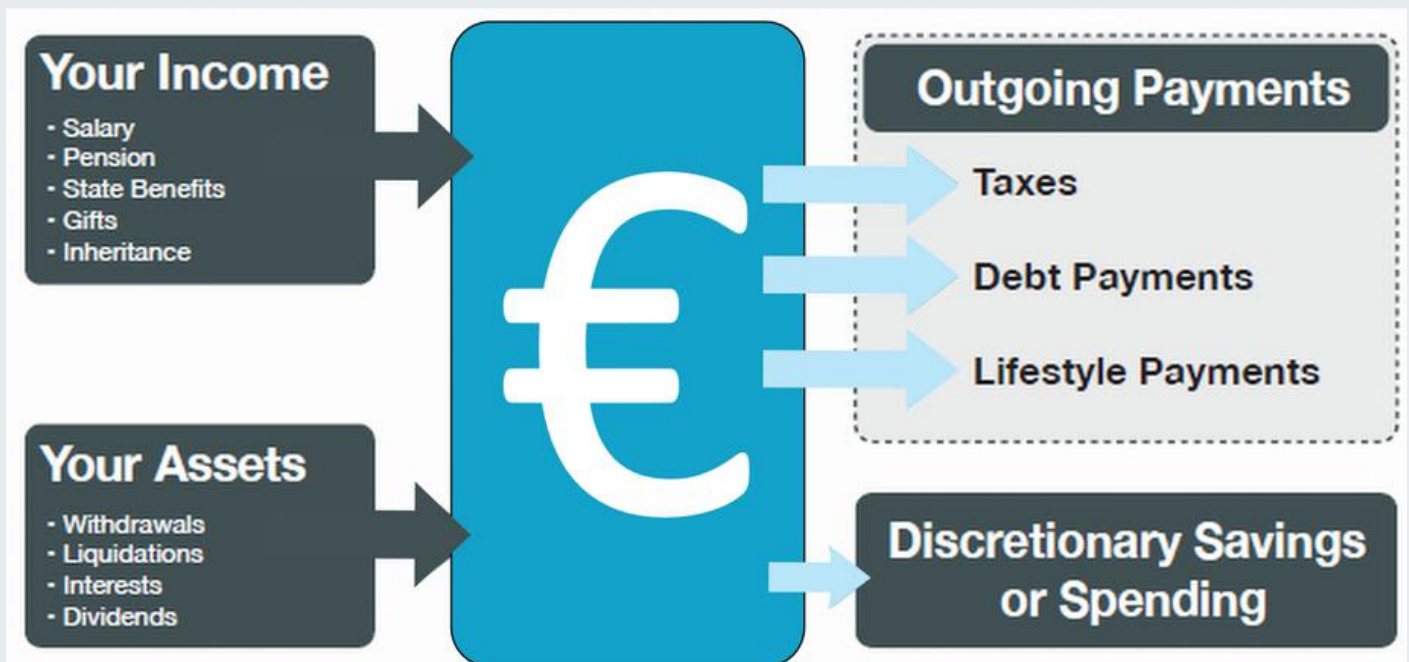 Your Income
- Salary
- Pension
- State Benefits
- Gifts
- Inheritance
Your Assets
- Withdrawals
- Liquidations
- Interests
- Dividends
€
Outgoing Payments
Taxes
Debt Payments
Lifestyle Payments
Discretionary Savings
or Spending